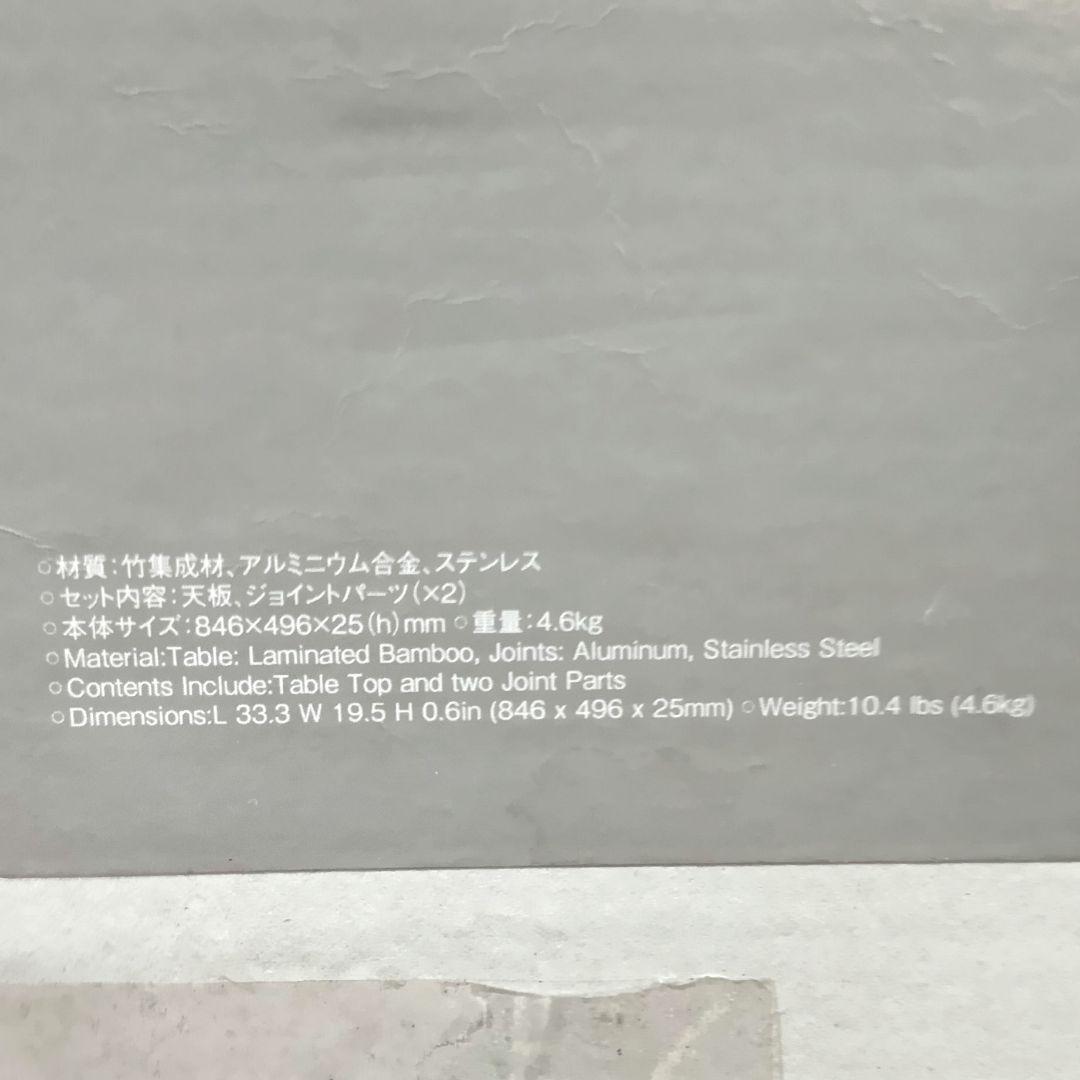 ○材質:竹集成材、アルミニウム合金、ステンレス
○セット内容:天板、ジョイントパーツ(×2)
○本体サイズ:846×496×25(h)mm ○重量:4.6kg
○Material:Table: Laminated Bamboo, Joints: Aluminum, Stainless Steel
○Contents Include:Table Top and two Joint Parts
○Dimensions:L 33.3 W 19.5 H 0.6in (846 x 496 x 25mm) ○Weight:10.4 lbs (4.6kg)